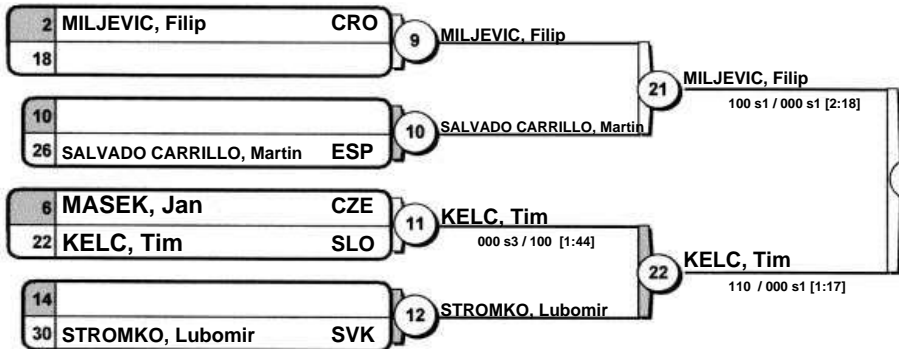 2 MILJEVIC, Filip CRO
18
9 MILJEVIC, Filip
21 MILJEVIC, Filip
100 s1 / 000 s1 [2:18]
10
26 SALVADO CARRILLO, Martin ESP
10 SALVADO CARRILLO, Martin
6 MASEK, Jan CZE
22 KELC, Tim SLO
11 KELC, Tim
000 s3 / 100 [1:44]
22 KELC, Tim
110 / 000 s1 [1:17]
14
30 STROMKO, Lubomir SVK
12 STROMKO, Lubomir